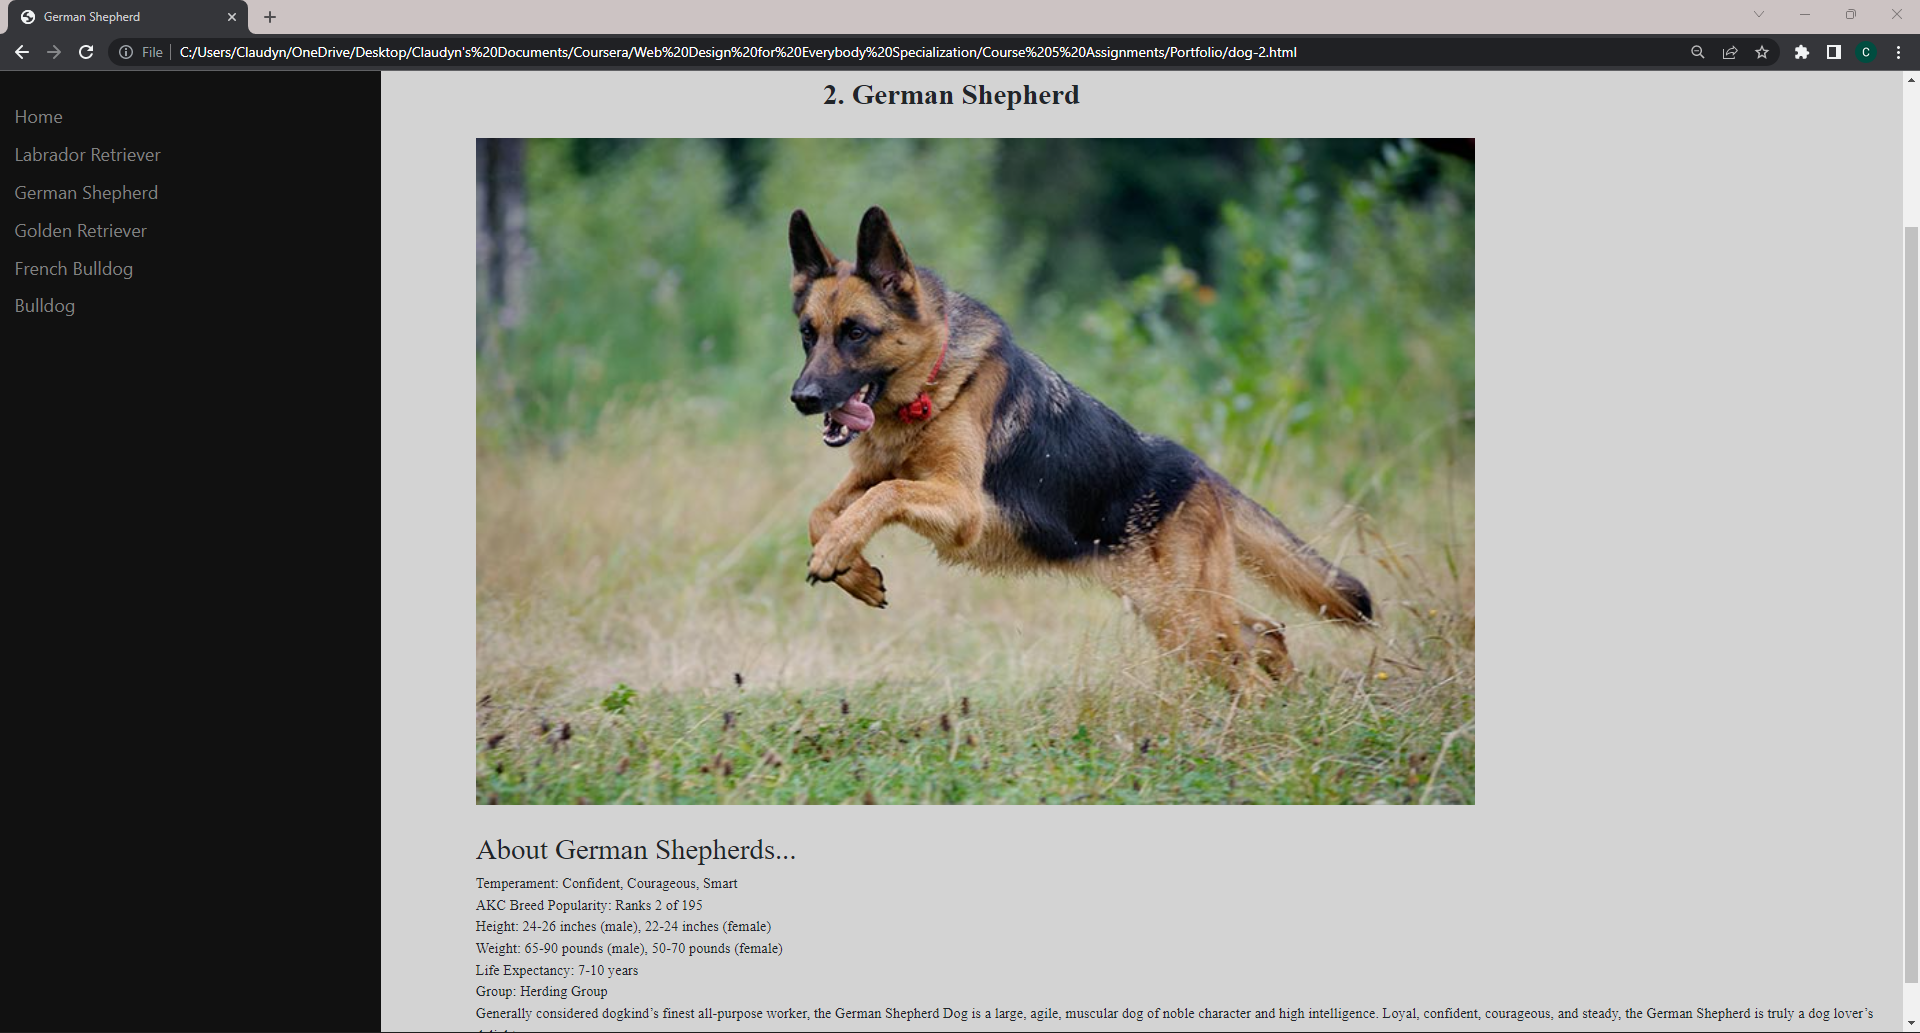 German Shepherd
File
C:/Users/Claudyn/OneDrive/Desktop/Claudyn's%20Documents/Coursera/Web%20Design%20for%20Everybody%20Specialization/Course%205%20Assignments/Portfolio/dog-2.html
C
Home
Labrador Retriever
German Shepherd
Golden Retriever
French Bulldog
Bulldog
2. German Shepherd
About German Shepherds...
Temperament: Confident, Courageous, Smart
AKC Breed Popularity: Ranks 2 of 195
Height: 24-26 inches (male), 22-24 inches (female)
Weight: 65-90 pounds (male), 50-70 pounds (female)
Life Expectancy: 7-10 years
Group: Herding Group
Generally considered dogkind’s finest all-purpose worker, the German Shepherd Dog is a large, agile, muscular dog of noble character and high intelligence. Loyal, confident, courageous, and steady, the German Shepherd is truly a dog lover’s